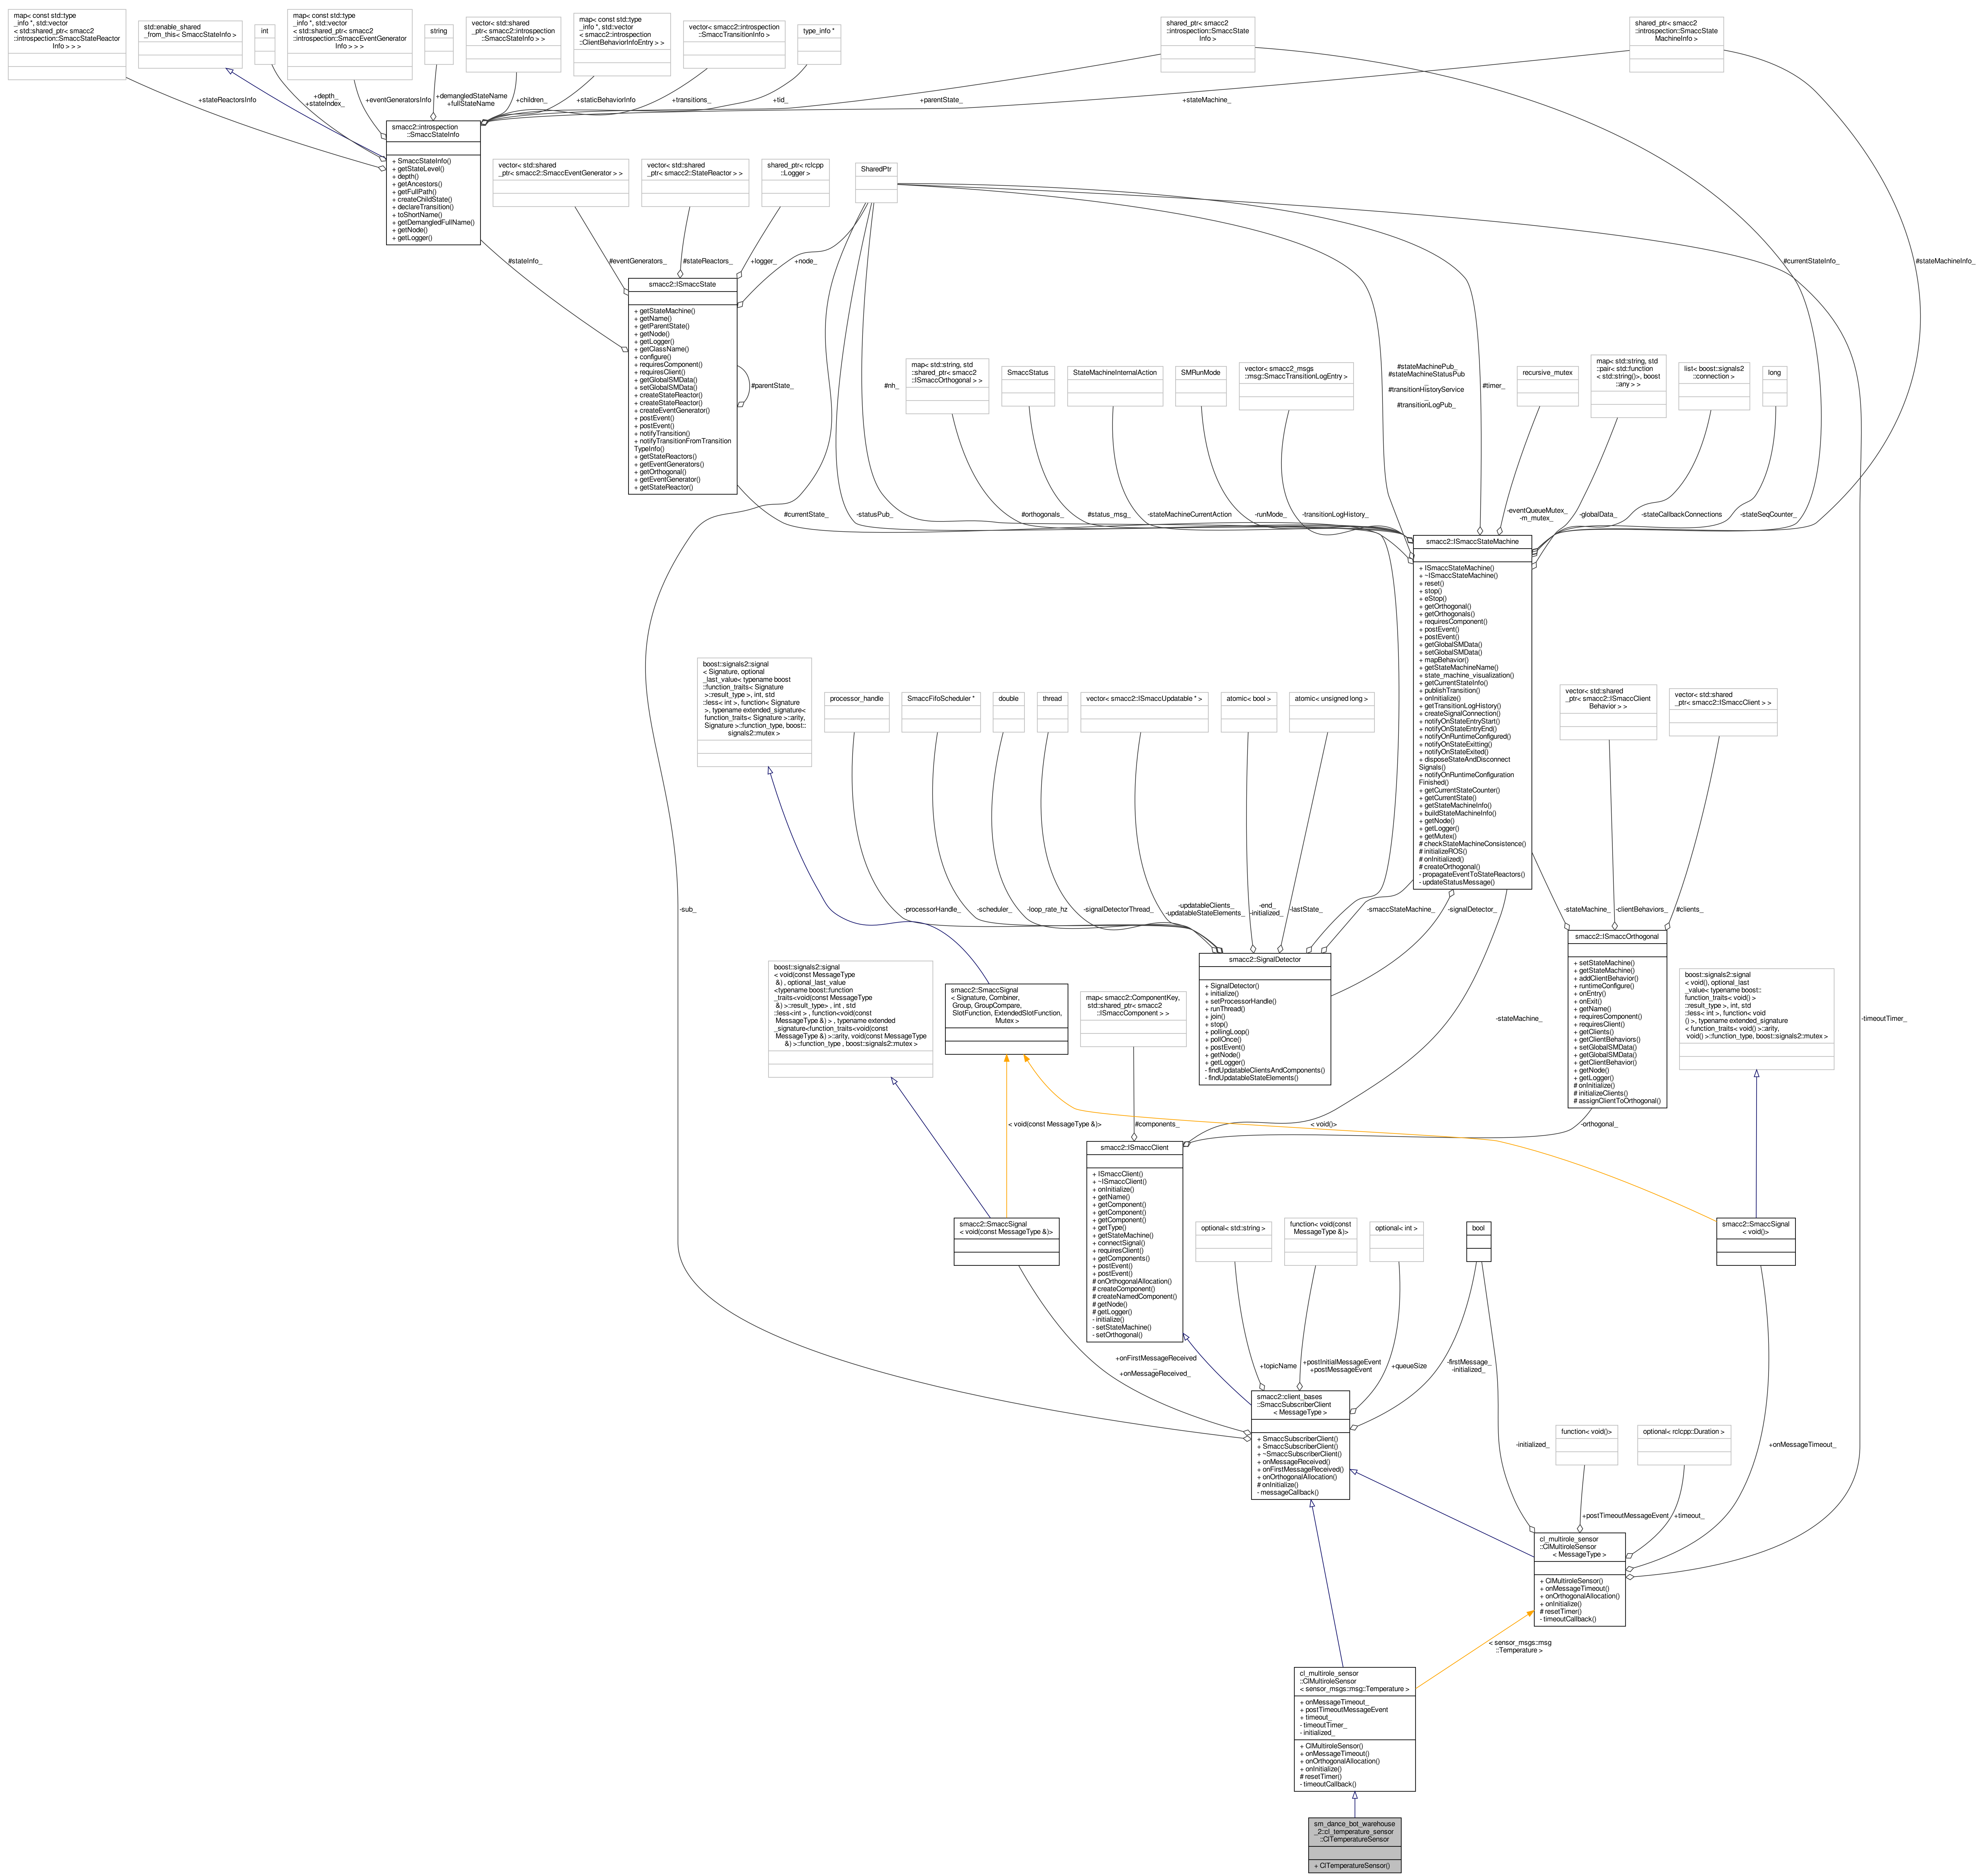 map< const std::type
_info *, std::vector
< std::shared_ptr< smacc2
::introspection::SmaccStateReactor
Info > > >
std::enable_shared
_from_this< SmaccStateInfo >
int
map< const std::type
_info *, std::vector
< std::shared_ptr< smacc2
::introspection::SmaccEventGenerator
Info > > >
string
vector< std::shared
_ptr< smacc2::introspection
::SmaccStateInfo > >
map< const std::type
_info *, std::vector
< smacc2::introspection
::ClientBehaviorInfoEntry > >
vector< smacc2::introspection
::SmaccTransitionInfo >
type_info *
shared_ptr< smacc2
::introspection::SmaccState
Info >
shared_ptr< smacc2
::introspection::SmaccState
MachineInfo >
+stateReactorsInfo
+depth_
+stateIndex_
+eventGeneratorsInfo
+demangledStateName
+fullStateName
+children_
+staticBehaviorInfo
+transitions_
+tid_
+parentState_
+stateMachine_
smacc2::introspection
::SmaccStateInfo
+ SmaccStateInfo()
+ getStateLevel()
+ depth()
+ getAncestors()
+ getFullPath()
+ createChildState()
+ declareTransition()
+ toShortName()
+ getDemangledFullName()
+ getNode()
+ getLogger()
vector< std::shared
_ptr< smacc2::SmaccEventGenerator > >
vector< std::shared
_ptr< smacc2::StateReactor > >
shared_ptr< rclcpp
::Logger >
SharedPtr
#stateInfo_
#eventGenerators_
#stateReactors_
+logger_
+node_
#currentStateInfo_
#stateMachineInfo_
smacc2::ISmaccState
+ getStateMachine()
+ getName()
+ getParentState()
+ getNode()
+ getLogger()
+ getClassName()
+ configure()
+ requiresComponent()
+ requiresClient()
+ getGlobalSMData()
+ setGlobalSMData()
+ createStateReactor()
+ createStateReactor()
+ createEventGenerator()
+ postEvent()
+ postEvent()
+ notifyTransition()
+ notifyTransitionFromTransition
TypeInfo()
+ getStateReactors()
+ getEventGenerators()
+ getOrthogonal()
+ getEventGenerator()
+ getStateReactor()
#parentState_
#nh_
map< std::string, std
::shared_ptr< smacc2
::ISmaccOrthogonal > >
SmaccStatus
StateMachineInternalAction
SMRunMode
vector< smacc2_msgs
::msg::SmaccTransitionLogEntry >
#stateMachinePub_
#stateMachineStatusPub
_
#transitionHistoryService
_
#transitionLogPub_
#timer_
recursive_mutex
map< std::string, std
::pair< std::function
< std::string()>, boost
::any > >
list< boost::signals2
::connection >
long
#currentState_
-statusPub_
#orthogonals_
#status_msg_
-stateMachineCurrentAction
-runMode_
-transitionLogHistory_
-eventQueueMutex_
-m_mutex_
-globalData_
-stateCallbackConnections
-stateSeqCounter_
smacc2::ISmaccStateMachine
+ ISmaccStateMachine()
+ ~ISmaccStateMachine()
+ reset()
+ stop()
+ eStop()
+ getOrthogonal()
+ getOrthogonals()
+ requiresComponent()
+ postEvent()
+ postEvent()
+ getGlobalSMData()
+ setGlobalSMData()
+ mapBehavior()
+ getStateMachineName()
+ state_machine_visualization()
+ getCurrentStateInfo()
+ publishTransition()
+ onInitialize()
+ getTransitionLogHistory()
+ createSignalConnection()
+ notifyOnStateEntryStart()
+ notifyOnStateEntryEnd()
+ notifyOnRuntimeConfigured()
+ notifyOnStateExitting()
+ notifyOnStateExited()
+ disposeStateAndDisconnect
Signals()
+ notifyOnRuntimeConfiguration
Finished()
+ getCurrentStateCounter()
+ getCurrentState()
+ getStateMachineInfo()
+ buildStateMachineInfo()
+ getNode()
+ getLogger()
+ getMutex()
# checkStateMachineConsistence()
# initializeROS()
# onInitialized()
# createOrthogonal()
- propagateEventToStateReactors()
- updateStatusMessage()
boost::signals2::signal
< Signature, optional
_last_value< typename boost
::function_traits< Signature
 >::result_type >, int, std
::less< int >, function< Signature
 >, typename extended_signature<
 function_traits< Signature >::arity,
 Signature >::function_type, boost::
signals2::mutex >
processor_handle
SmaccFifoScheduler *
double
thread
vector< smacc2::ISmaccUpdatable * >
atomic< bool >
atomic< unsigned long >
vector< std::shared
_ptr< smacc2::ISmaccClient
Behavior > >
vector< std::shared
_ptr< smacc2::ISmaccClient > >
-sub_
-processorHandle_
-scheduler_
-loop_rate_hz
-signalDetectorThread_
-updatableClients_
-updatableStateElements_
-end_
-initialized_
-lastState_
-smaccStateMachine_
-signalDetector_
-stateMachine_
-clientBehaviors_
#clients_
smacc2::SignalDetector
+ SignalDetector()
+ initialize()
+ setProcessorHandle()
+ runThread()
+ join()
+ stop()
+ pollingLoop()
+ pollOnce()
+ postEvent()
+ getNode()
+ getLogger()
- findUpdatableClientsAndComponents()
- findUpdatableStateElements()
smacc2::ISmaccOrthogonal
+ setStateMachine()
+ getStateMachine()
+ addClientBehavior()
+ runtimeConfigure()
+ onEntry()
+ onExit()
+ getName()
+ requiresComponent()
+ requiresClient()
+ getClients()
+ getClientBehaviors()
+ setGlobalSMData()
+ getGlobalSMData()
+ getClientBehavior()
+ getNode()
+ getLogger()
# onInitialize()
# initializeClients()
# assignClientToOrthogonal()
boost::signals2::signal
< void(const MessageType
 &) , optional_last_value
<typename boost::function
_traits<void(const MessageType
 &) >::result_type> , int , std
::less<int > , function<void(const
 MessageType &) > , typename extended
_signature<function_traits<void(const
 MessageType &) >::arity, void(const MessageType
 &) >::function_type , boost::signals2::mutex >
smacc2::SmaccSignal
< Signature, Combiner,
 Group, GroupCompare,
 SlotFunction, ExtendedSlotFunction,
 Mutex >
map< smacc2::ComponentKey,
 std::shared_ptr< smacc2
::ISmaccComponent > >
boost::signals2::signal
< void(), optional_last
_value< typename boost::
function_traits< void() >
::result_type >, int, std
::less< int >, function< void
() >, typename extended_signature
< function_traits< void() >::arity,
 void() >::function_type, boost::signals2::mutex >
-stateMachine_
-timeoutTimer_
< void(const MessageType &)>
#components_
< void()>
-orthogonal_
smacc2::ISmaccClient
+ ISmaccClient()
+ ~ISmaccClient()
+ onInitialize()
+ getName()
+ getComponent()
+ getComponent()
+ getComponent()
+ getType()
+ getStateMachine()
+ connectSignal()
+ requiresClient()
+ getComponents()
+ postEvent()
+ postEvent()
# onOrthogonalAllocation()
# createComponent()
# createNamedComponent()
# getNode()
# getLogger()
- initialize()
- setStateMachine()
- setOrthogonal()
smacc2::SmaccSignal
< void(const MessageType &)>
optional< std::string >
function< void(const
 MessageType &)>
optional< int >
bool
smacc2::SmaccSignal
< void()>
+onFirstMessageReceived
_
+onMessageReceived_
+topicName
+postInitialMessageEvent
+postMessageEvent
+queueSize
-firstMessage_
-initialized_
smacc2::client_bases
::SmaccSubscriberClient
< MessageType >
+ SmaccSubscriberClient()
+ SmaccSubscriberClient()
+ ~SmaccSubscriberClient()
+ onMessageReceived()
+ onFirstMessageReceived()
+ onOrthogonalAllocation()
# onInitialize()
- messageCallback()
function< void()>
optional< rclcpp::Duration >
-initialized_
+onMessageTimeout_
+postTimeoutMessageEvent
+timeout_
cl_multirole_sensor
::ClMultiroleSensor
< MessageType >
+ ClMultiroleSensor()
+ onMessageTimeout()
+ onOrthogonalAllocation()
+ onInitialize()
# resetTimer()
- timeoutCallback()
< sensor_msgs::msg
::Temperature >
cl_multirole_sensor
::ClMultiroleSensor
< sensor_msgs::msg::Temperature >
+ onMessageTimeout_
+ postTimeoutMessageEvent
+ timeout_
- timeoutTimer_
- initialized_
+ ClMultiroleSensor()
+ onMessageTimeout()
+ onOrthogonalAllocation()
+ onInitialize()
# resetTimer()
- timeoutCallback()
sm_dance_bot_warehouse
_2::cl_temperature_sensor
::ClTemperatureSensor
+ ClTemperatureSensor()